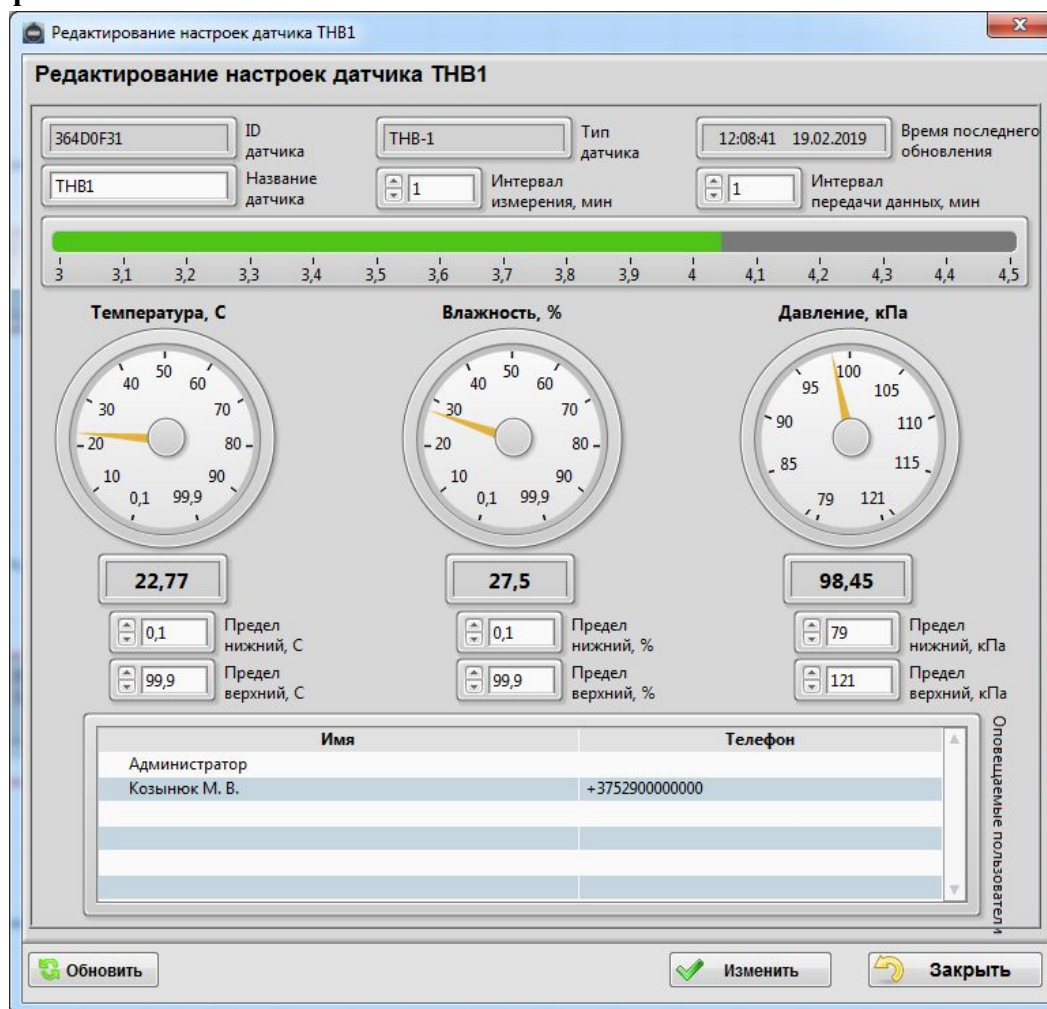 Редактирование настроек датчика ТНВ1
Редактирование настроек датчика ТНВ1
364D0F31
ID
датчика
ТНВ-1
Тип
датчика
12:08:41 19.02.2019
Время последнего
обновления
ТНВ1
Название
датчика
1
Интервал
измерения, мин
1
Интервал
передачи данных, мин
3 3,1 3,2 3,3 3,4 3,5 3,6 3,7 3,8 3,9 4 4,1 4,2 4,3 4,4 4,5
Температура, С
0,1 10 20 30 40 50 60 70 80 90 99,9
22,77
0,1
Предел
нижний, С
99,9
Предел
верхний, С
Влажность, %
0,1 10 20 30 40 50 60 70 80 90 99,9
27,5
0,1
Предел
нижний, %
99,9
Предел
верхний, %
Давление, кПа
79 85 90 95 100 105 110 115 121
98,45
79
Предел
нижний, кПа
121
Предел
верхний, кПа
Имя Телефон
Администратор
Козынюк М. В. +3752900000000
Оповещаемые пользователи
Обновить
Изменить
Закрыть